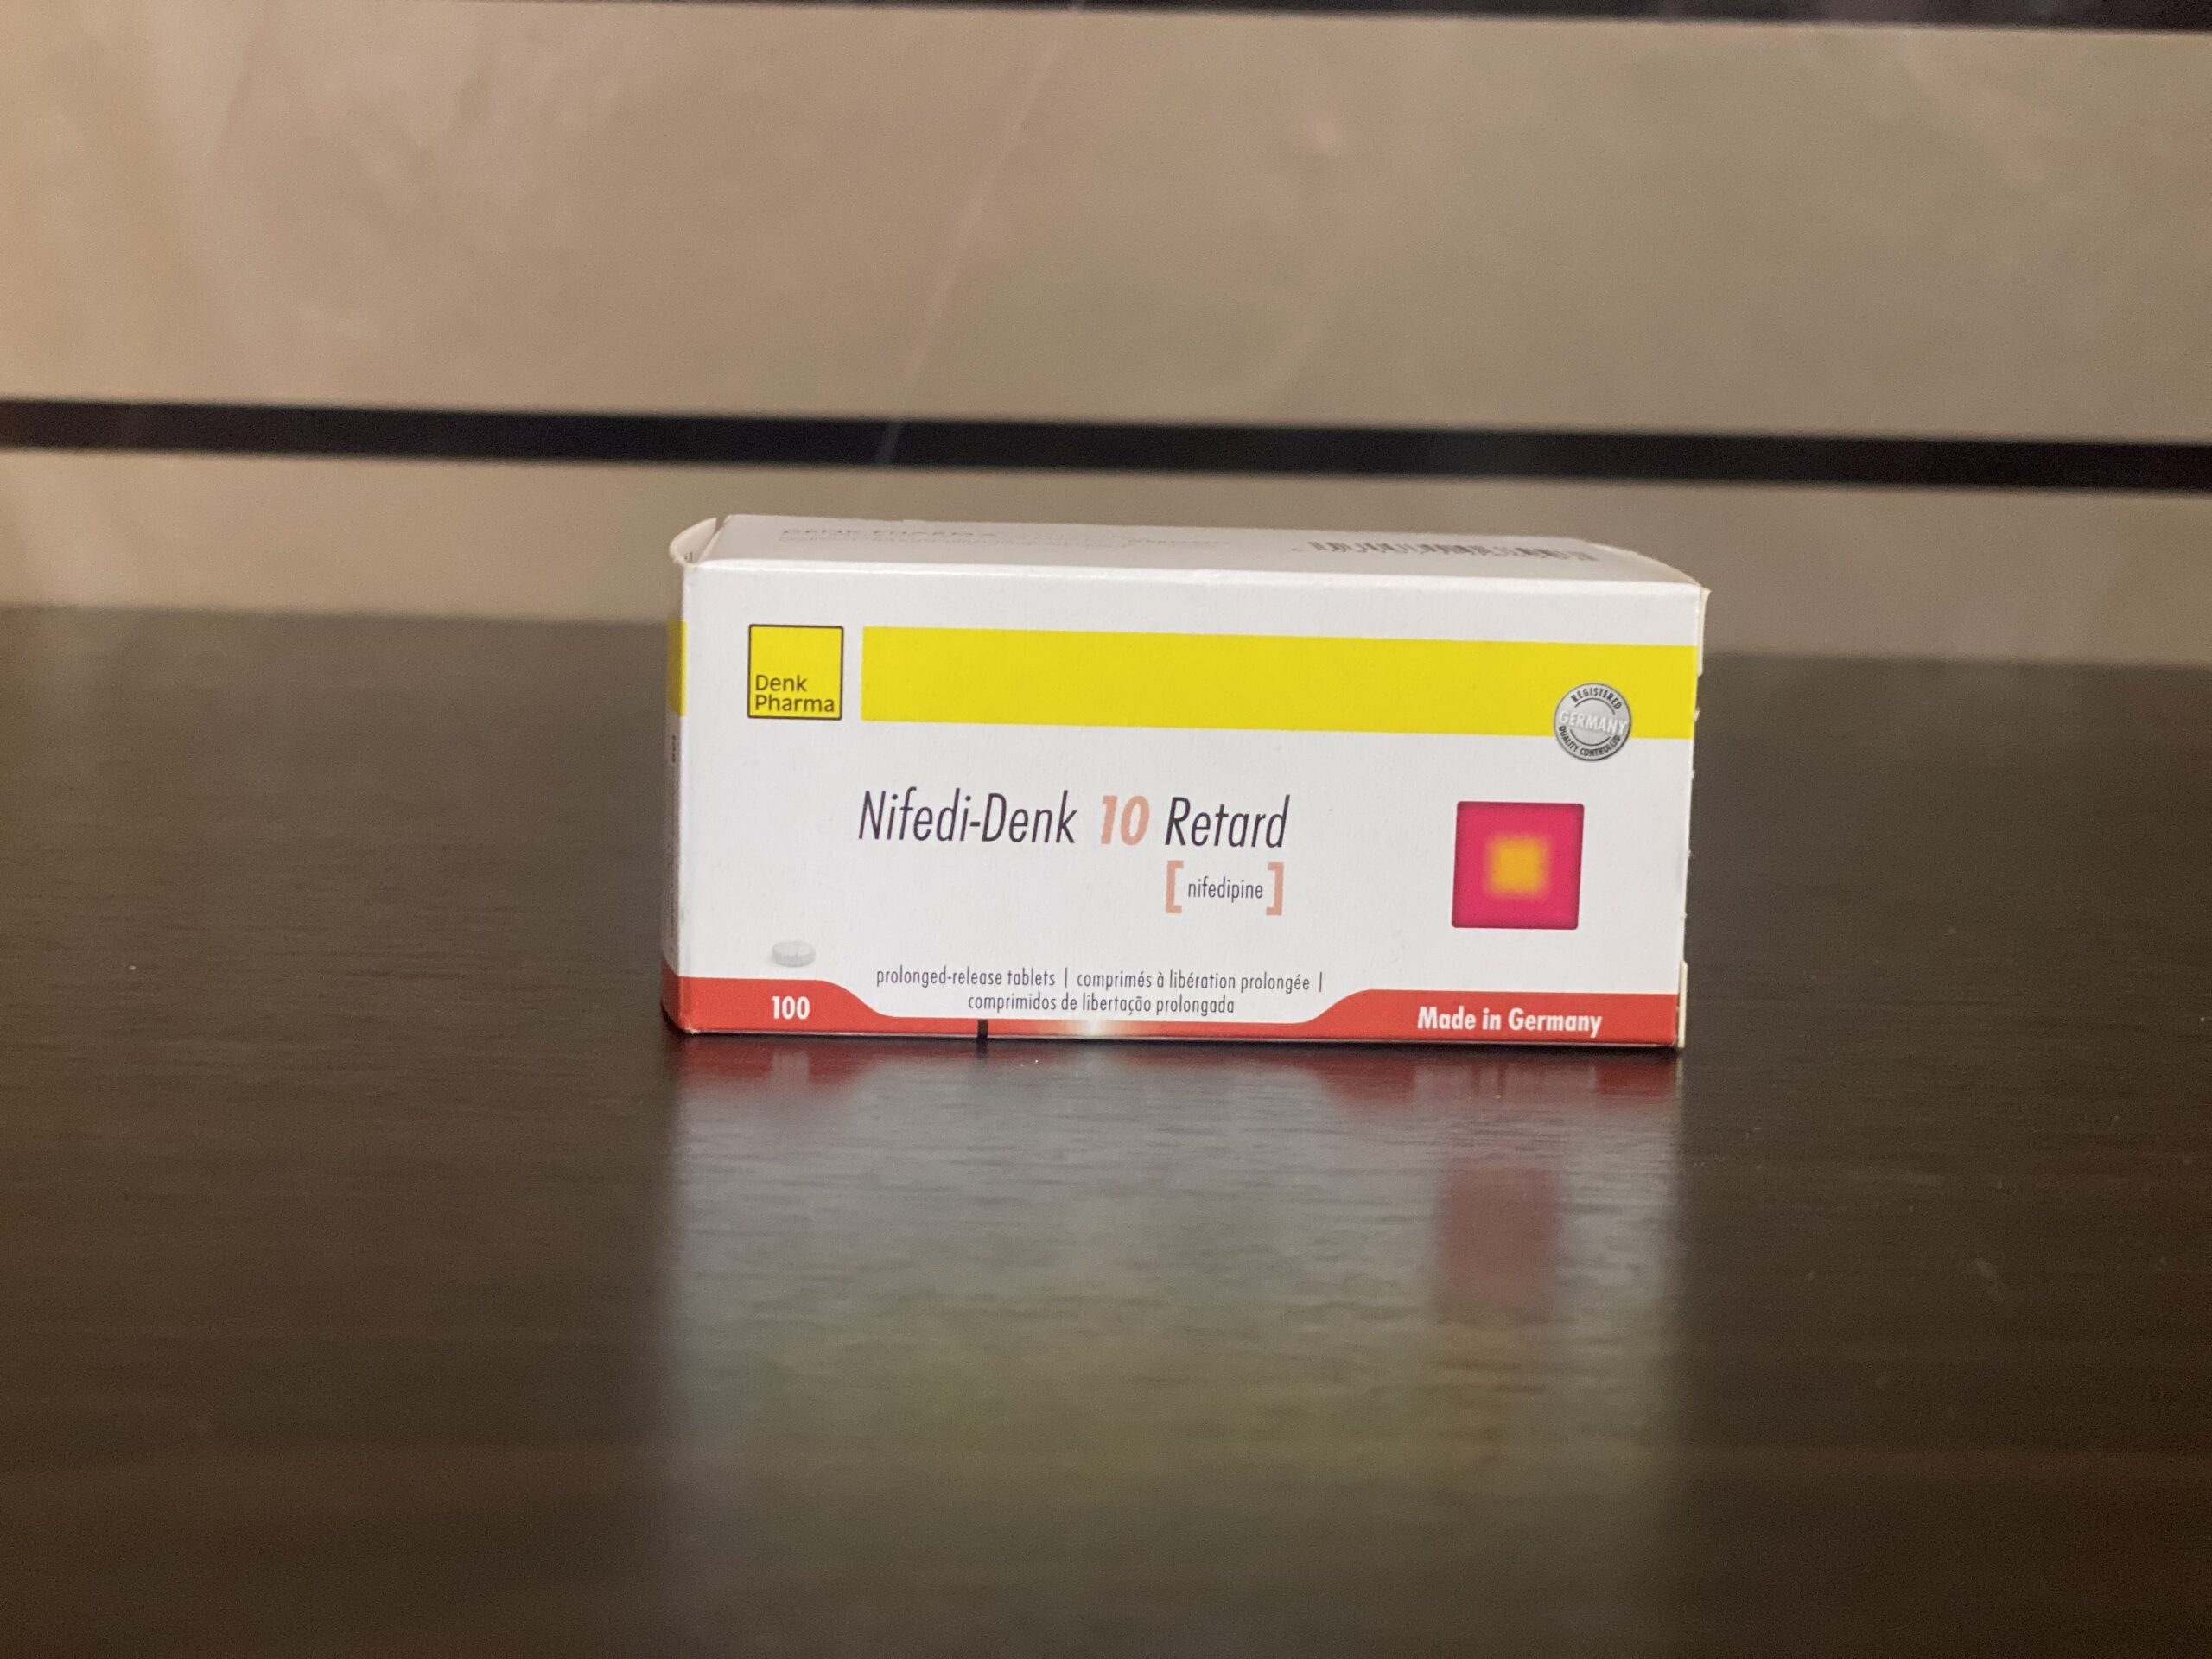 Denk
Pharma
REGISTERED
GERMANY
QUALITY CONTROLLED
Nifedi-Denk 10 Retard
[nifedipine]
prolonged-release tablets | comprimés à libération prolongée |
comprimidos de libertação prolongada
100
Made in Germany